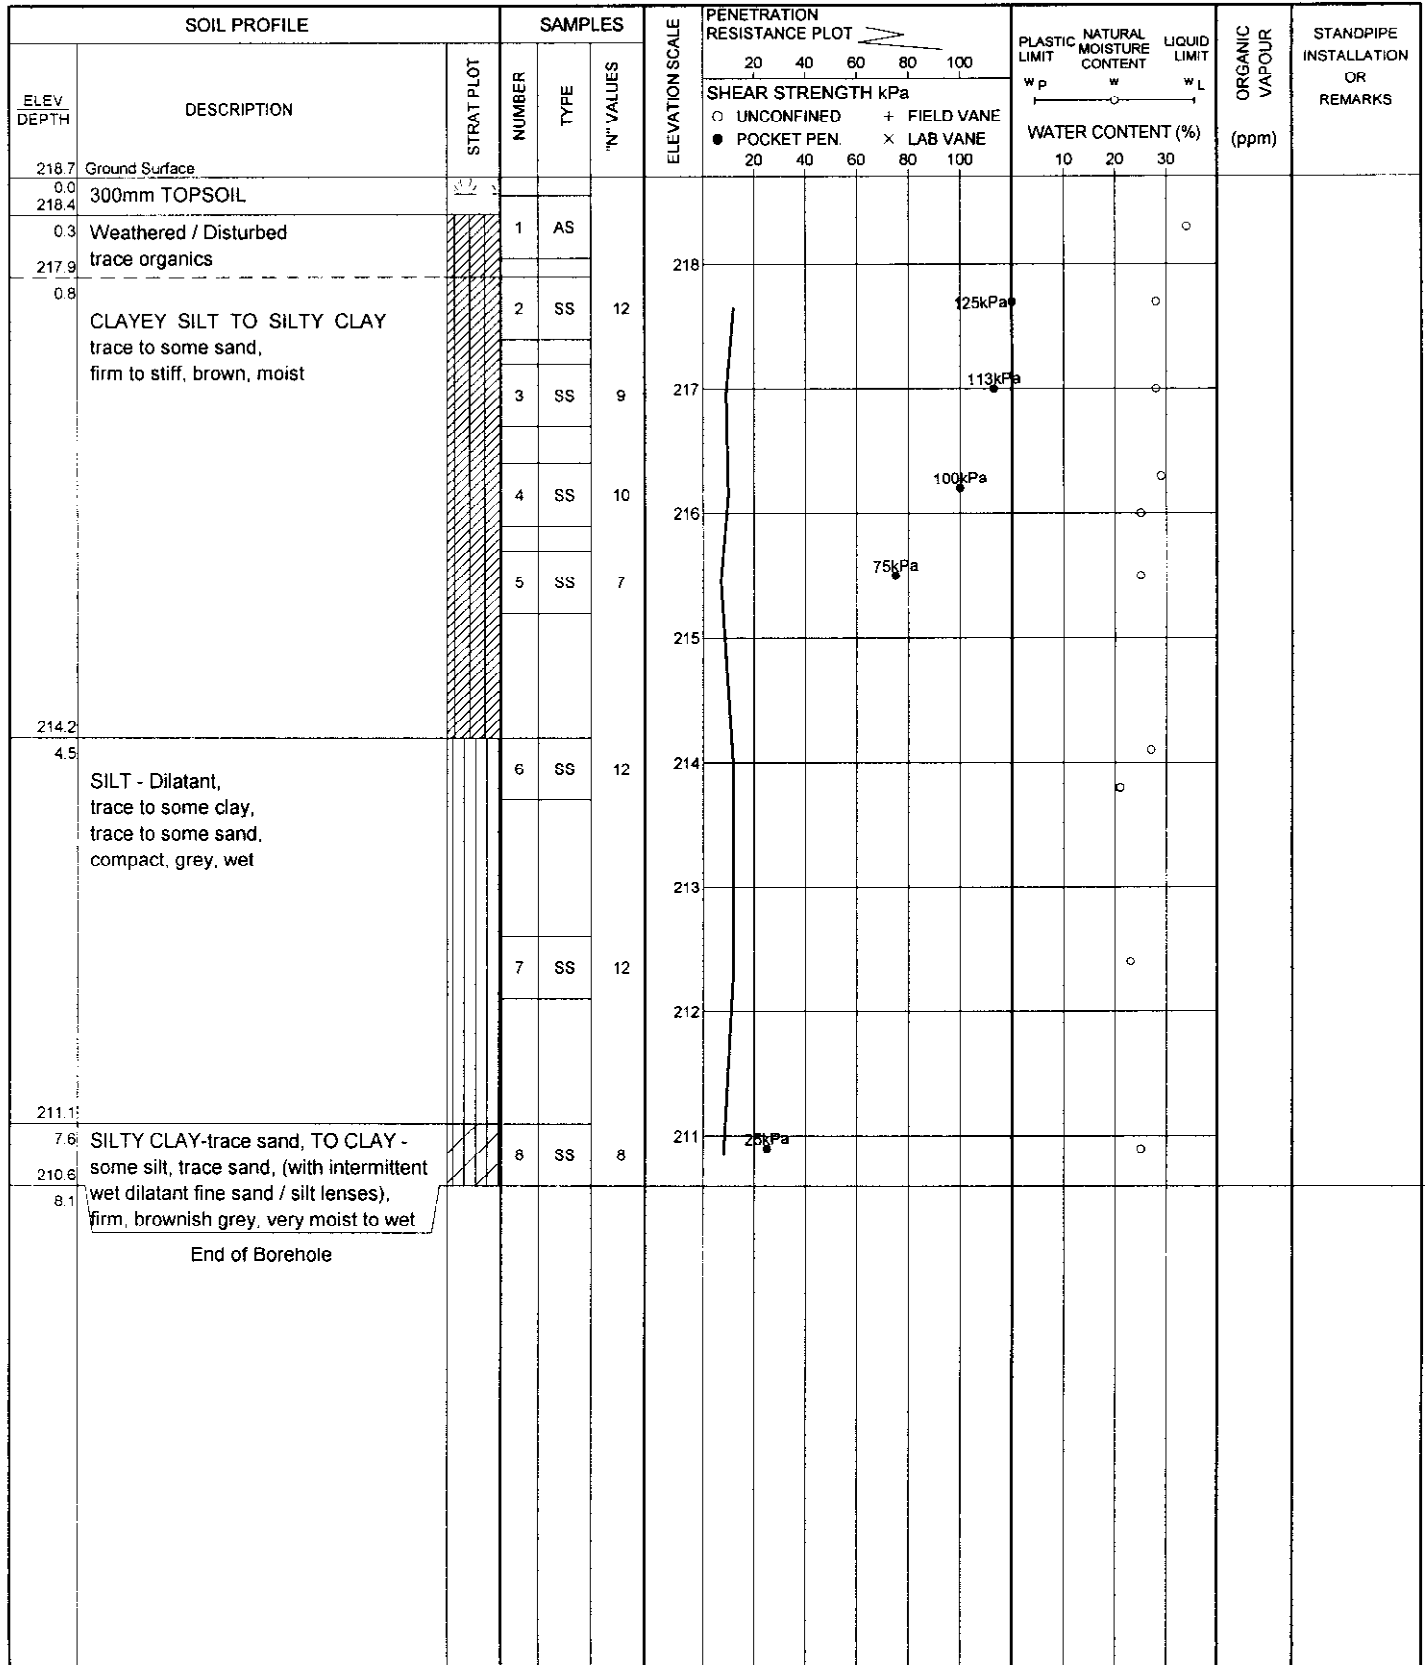 SOIL PROFILE
SAMPLES
ELEV
DEPTH
DESCRIPTION
STRAT PLOT
NUMBER
TYPE
"N" VALUES
ELEVATION SCALE
PENETRATION
RESISTANCE PLOT
20 40 60 80 100
SHEAR STRENGTH kPa
○ UNCONFINED + FIELD VANE
● POCKET PEN. × LAB VANE
20 40 60 80 100
PLASTIC LIMIT
NATURAL MOISTURE CONTENT
LIQUID LIMIT
W P
W
W L
WATER CONTENT (%)
10 20 30
ORGANIC VAPOUR
(ppm)
STANDPIPE
INSTALLATION
OR
REMARKS
218.7 Ground Surface
0.0
300mm TOPSOIL
218.4
0.3
Weathered / Disturbed
trace organics
1 AS
217.9
218
0.8
CLAYEY SILT TO SILTY CLAY
trace to some sand,
firm to stiff, brown, moist
2 SS 12
125kPa
217
113kPa
3 SS 9
100kPa
4 SS 10
216
75kPa
5 SS 7
215
214.2
4.5
SILT - Dilatant,
trace to some clay,
trace to some sand,
compact, grey, wet
6 SS 12
214
213
7 SS 12
212
211.1
7.6
SILTY CLAY-trace sand, TO CLAY -
some silt, trace sand, (with intermittent
wet dilatant fine sand / silt lenses),
firm, brownish grey, very moist to wet
8 SS 8
211
25kPa
210.6
8.1
End of Borehole